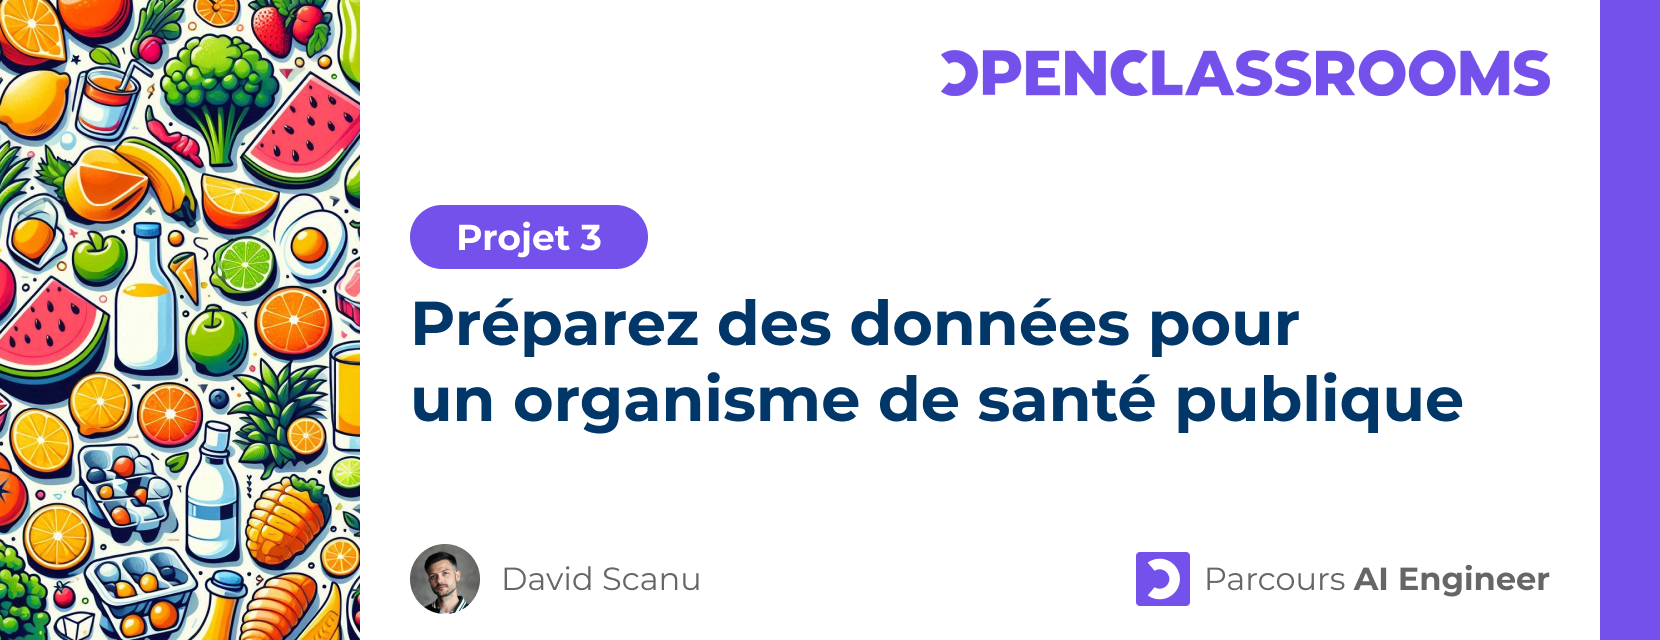 OPENCLASSROOMS
Projet 3
Préparez des données pour
un organisme de santé publique
David Scanu
Parcours AI Engineer